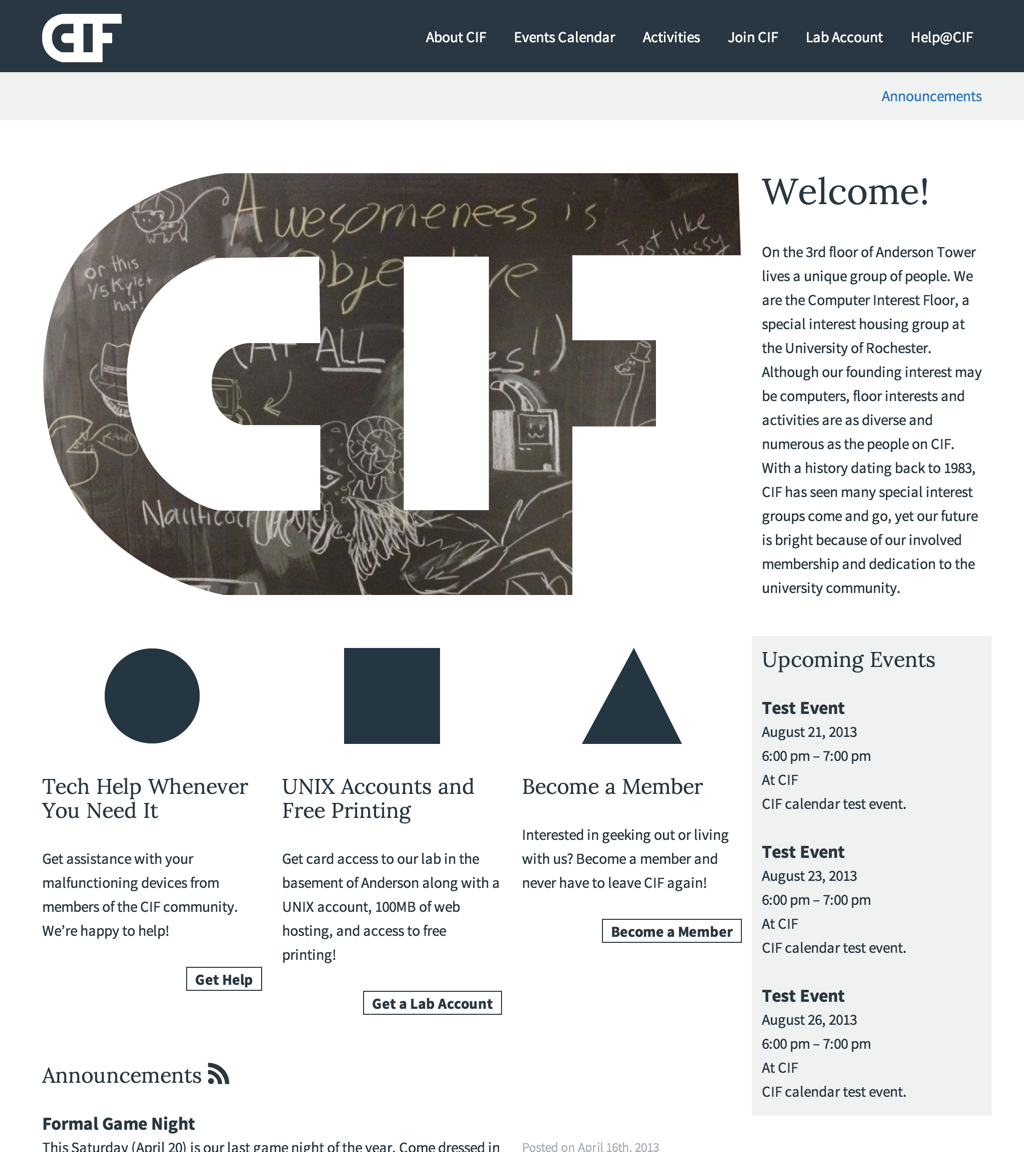 CIF
About CIF
Events Calendar
Activities
Join CIF
Lab Account
Help@CIF
Announcements
Awesomeness is
Just like
or this
(At ALL
Welcome!
On the 3rd floor of Anderson Tower
lives a unique group of people. We
are the Computer Interest Floor, a
special interest housing group at
the University of Rochester.
Although our founding interest may
be computers, floor interests and
activities are as diverse and
numerous as the people on CIF.
With a history dating back to 1983,
CIF has seen many special interest
groups come and go, yet our future
is bright because of our involved
membership and dedication to the
university community.
Tech Help Whenever
You Need It
Get assistance with your
malfunctioning devices from
members of the CIF community.
We're happy to help!
Get Help
UNIX Accounts and
Free Printing
Get card access to our lab in the
basement of Anderson along with a
UNIX account, 100MB of web
hosting, and access to free
printing!
Get a Lab Account
Become a Member
Interested in geeking out or living
with us? Become a member and
never have to leave CIF again!
Become a Member
Upcoming Events
Test Event
August 21, 2013
6:00 pm – 7:00 pm
At CIF
CIF calendar test event.
Test Event
August 23, 2013
6:00 pm – 7:00 pm
At CIF
CIF calendar test event.
Test Event
August 26, 2013
6:00 pm – 7:00 pm
At CIF
CIF calendar test event.
Announcements
Formal Game Night
This Saturday (April 20) is our last game night of the year. Come dressed in
Posted on April 16th, 2013